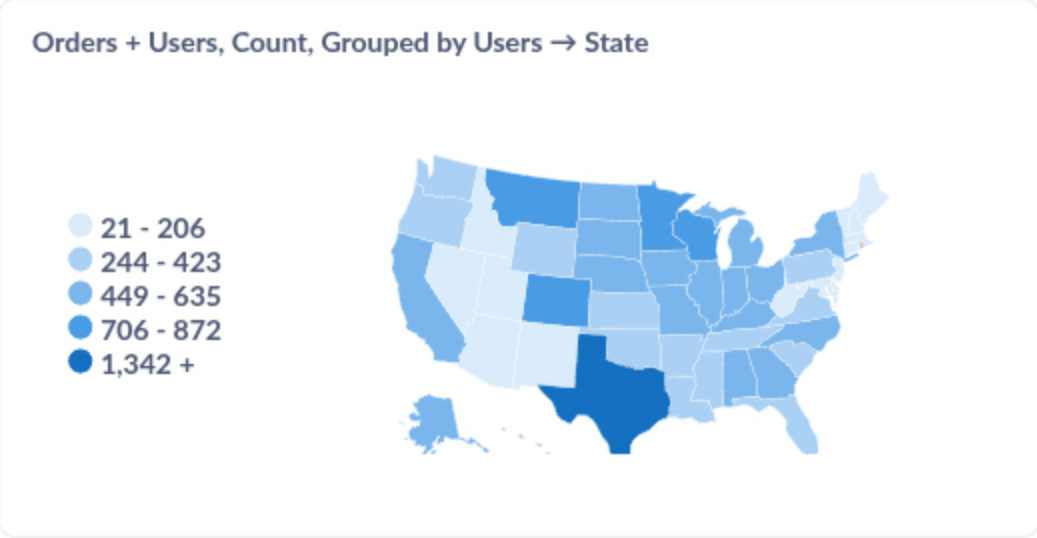 Orders + Users, Count, Grouped by Users → State
21 - 206
244 - 423
449 - 635
706 - 872
1,342 +